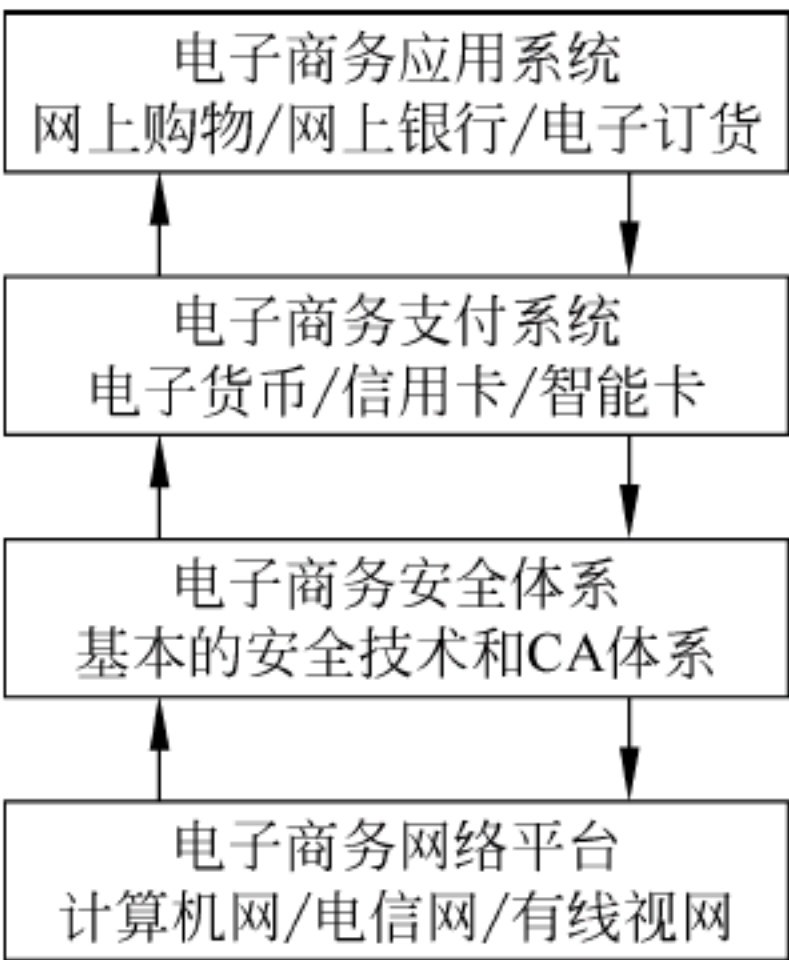 电子商务应用系统
网上购物/网上银行/电子订货
电子商务支付系统
电子货币/信用卡/智能卡
电子商务安全体系
基本的安全技术和CA体系
电子商务网络平台
计算机网/电信网/有线视网